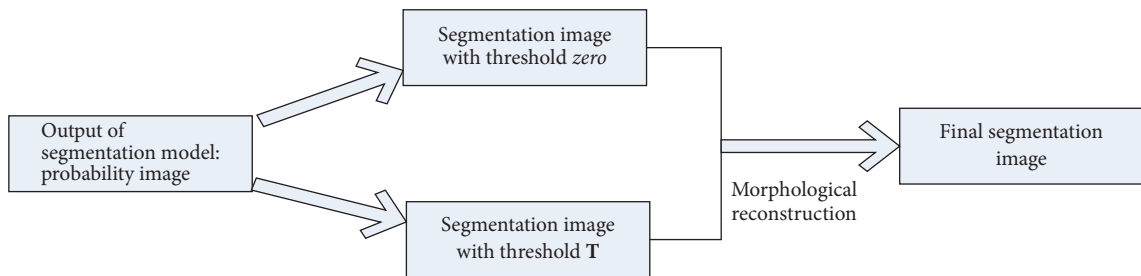 Output of
segmentation model:
probability image
Segmentation image
with threshold zero
Segmentation image
with threshold T
Morphological
reconstruction
Final segmentation
image